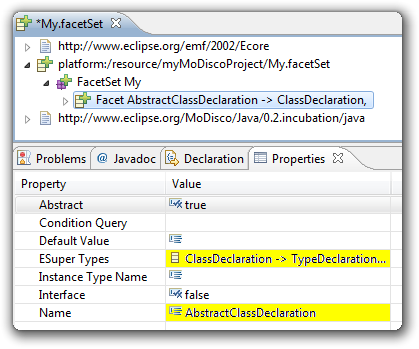 *My.facetSet
http://www.eclipse.org/emf/2002/Ecore
platform:/resource/myMoDiscoProject/My.facetSet
FacetSet My
Facet AbstractClassDeclaration -> ClassDeclaration,
http://www.eclipse.org/MoDisco/Java/0.2.incubation/java
Problems @ Javadoc Declaration Properties
Property Value
Abstract true
Condition Query
Default Value
ESuper Types ClassDeclaration -> TypeDeclaration...
Instance Type Name
Interface false
Name AbstractClassDeclaration